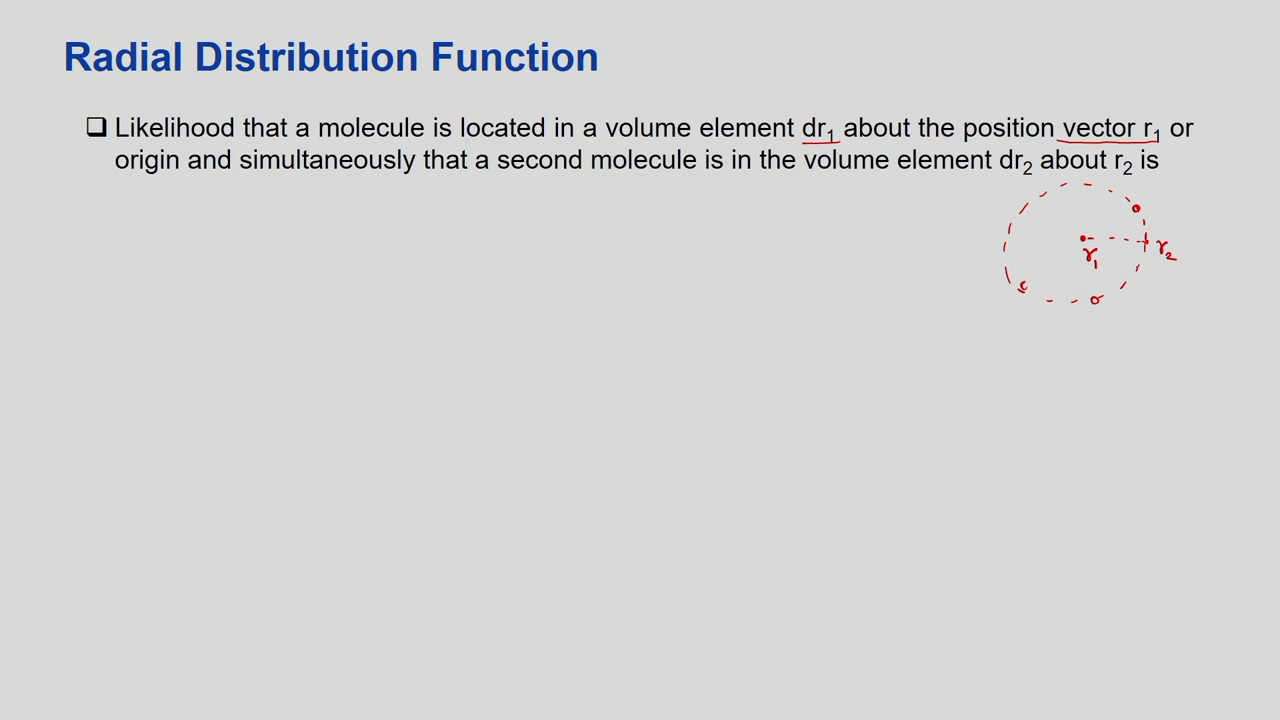 Radial Distribution Function
❑ Likelihood that a molecule is located in a volume element dr₁ about the position vector r₁ or
origin and simultaneously that a second molecule is in the volume element dr₂ about r₂ is
r₁
r₂